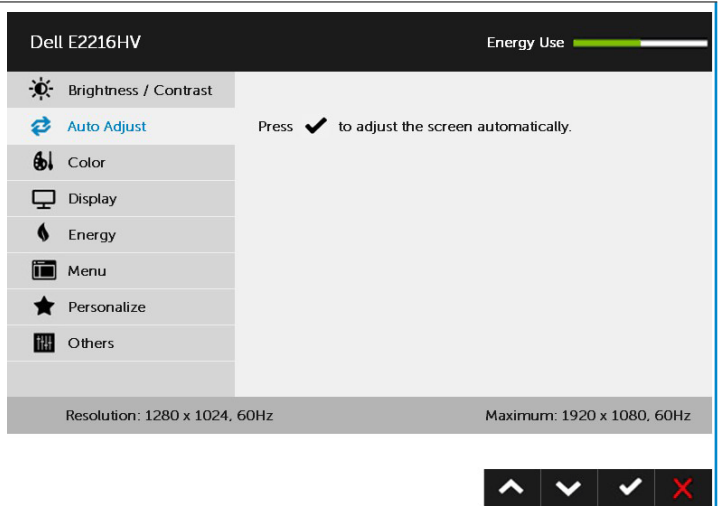 Dell E2216HV
Energy Use
Brightness / Contrast
Auto Adjust
Press ✔ to adjust the screen automatically.
Color
Display
Energy
Menu
Personalize
Others
Resolution: 1280 x 1024, 60Hz
Maximum: 1920 x 1080, 60Hz